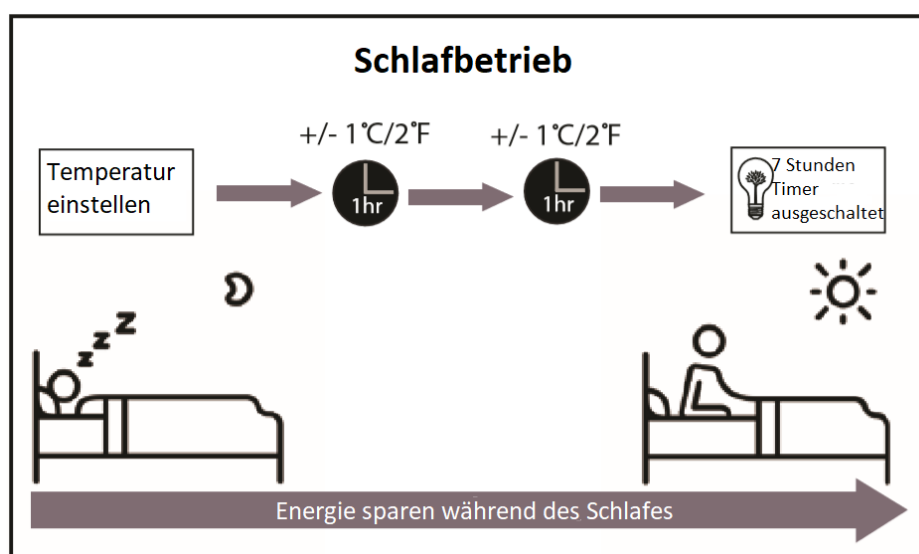 Schlafbetrieb
+/- 1°C/2°F
+/- 1°C/2°F
Temperatur
einstellen
1hr
1hr
7 Stunden
Timer
ausgeschaltet
z z z
Energie sparen während des Schlafes